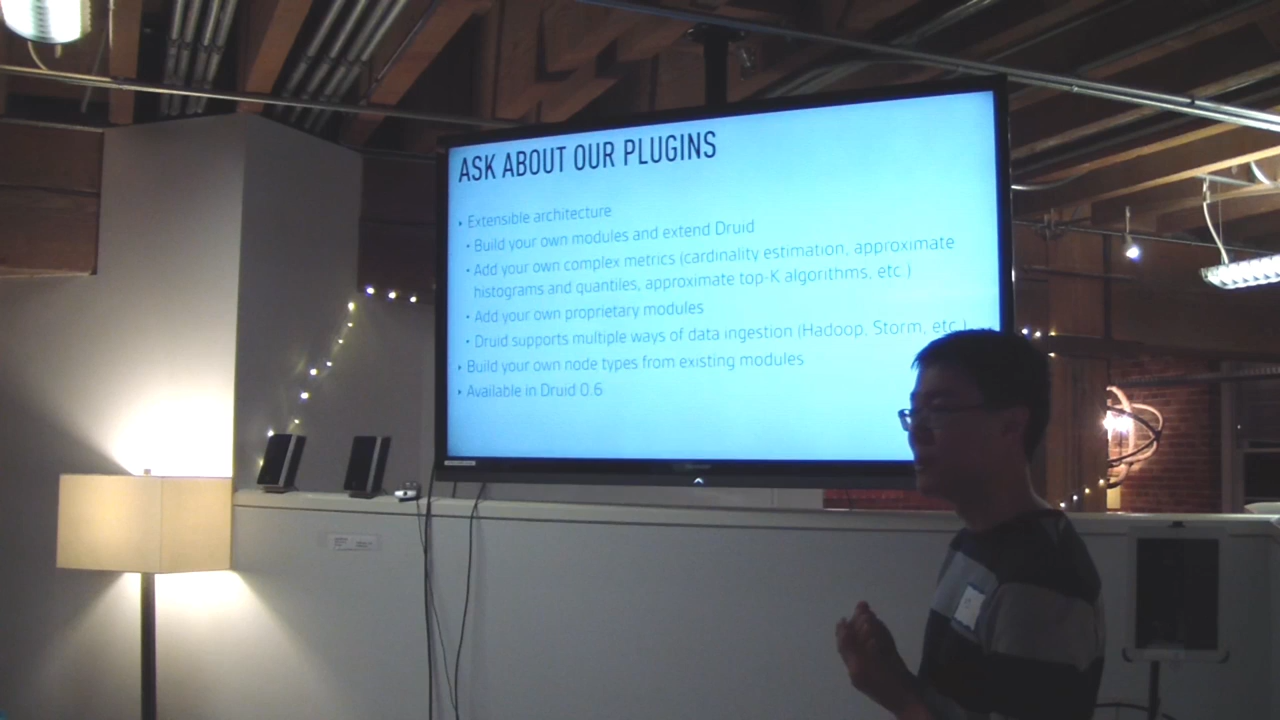 ASK ABOUT OUR PLUGINS
Extensible architecture
Build your own modules and extend Druid
Add your own complex metrics (cardinality estimation, approximate
histograms and quantiles, approximate top-K algorithms, etc.)
Add your own proprietary modules
Druid supports multiple ways of data ingestion (Hadoop, Storm, etc.)
Build your own node types from existing modules
Available in Druid 0.6